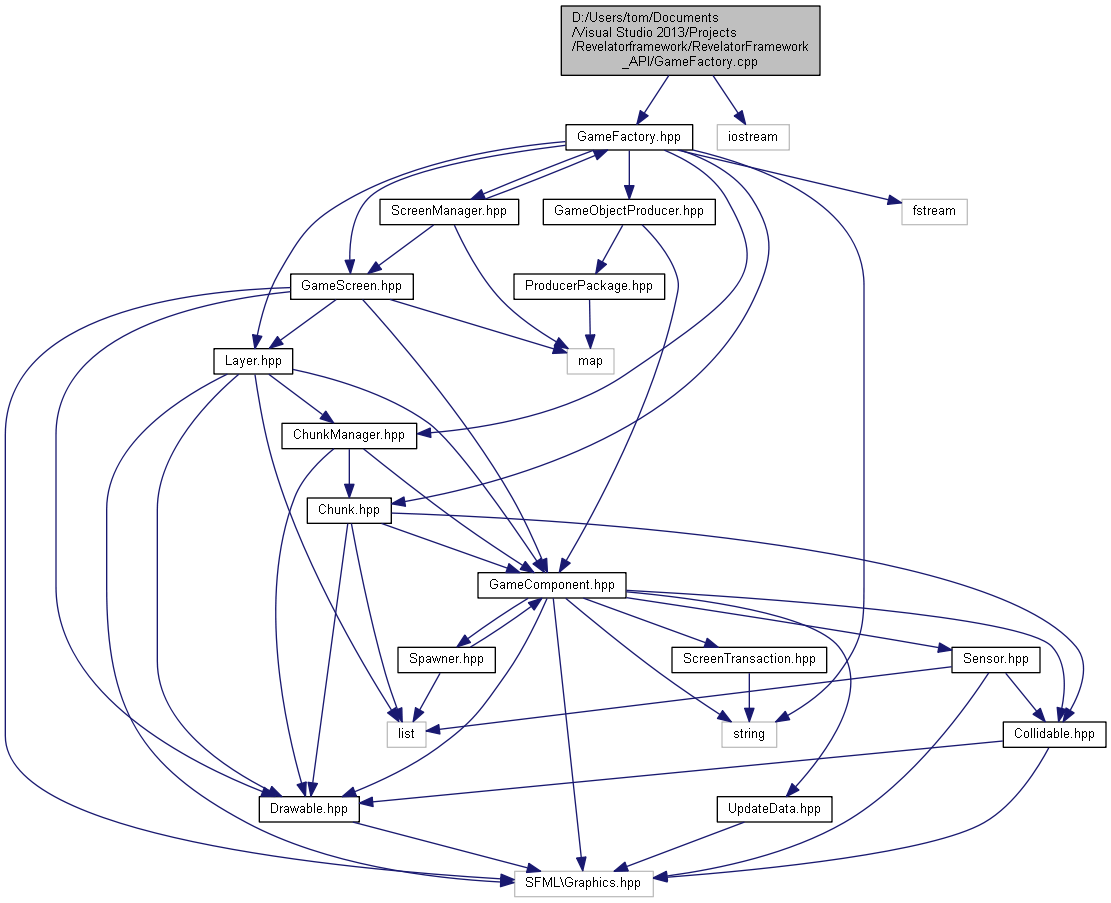 D:/Users/tom/Documents
/Visual Studio 2013/Projects
/Revelatorframework/RevelatorFramework
_API/GameFactory.cpp
GameFactory.hpp
iostream
ScreenManager.hpp
GameObjectProducer.hpp
fstream
GameScreen.hpp
ProducerPackage.hpp
Layer.hpp
map
ChunkManager.hpp
Chunk.hpp
GameComponent.hpp
Spawner.hpp
ScreenTransaction.hpp
Sensor.hpp
list
string
Collidable.hpp
Drawable.hpp
UpdateData.hpp
SFML\Graphics.hpp